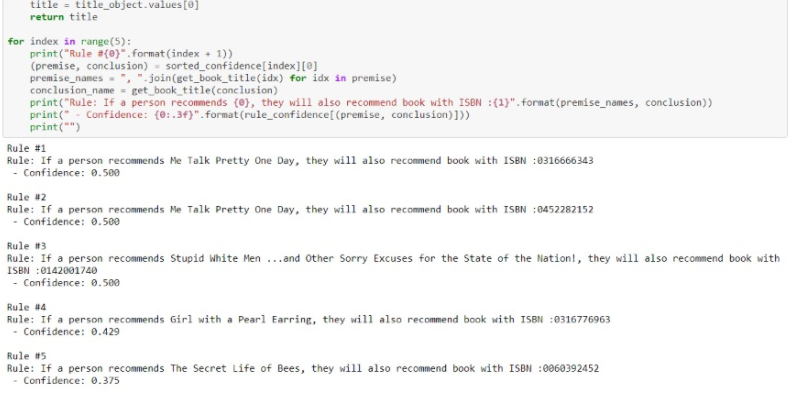 title = title_object.values[0]
return title
for index in range(5):
print("Rule #{0}".format(index + 1))
(premise, conclusion) = sorted_confidence[index][0]
premise_names = ", ".join(get_book_title(idx) for idx in premise)
conclusion_name = get_book_title(conclusion)
print("Rule: If a person recommends {0}, they will also recommend book with ISBN :{1}".format(premise_names, conclusion))
print(" - Confidence: {0:.3f}".format(rule_confidence[(premise, conclusion)]))
print("")
Rule #1
Rule: If a person recommends Me Talk Pretty One Day, they will also recommend book with ISBN :0316666343
- Confidence: 0.500
Rule #2
Rule: If a person recommends Me Talk Pretty One Day, they will also recommend book with ISBN :0452282152
- Confidence: 0.500
Rule #3
Rule: If a person recommends Stupid White Men ...and Other Sorry Excuses for the State of the Nation!, they will also recommend book with
ISBN :0142001740
- Confidence: 0.500
Rule #4
Rule: If a person recommends Girl with a Pearl Earring, they will also recommend book with ISBN :0316776963
- Confidence: 0.429
Rule #5
Rule: If a person recommends The Secret Life of Bees, they will also recommend book with ISBN :0060392452
- Confidence: 0.375